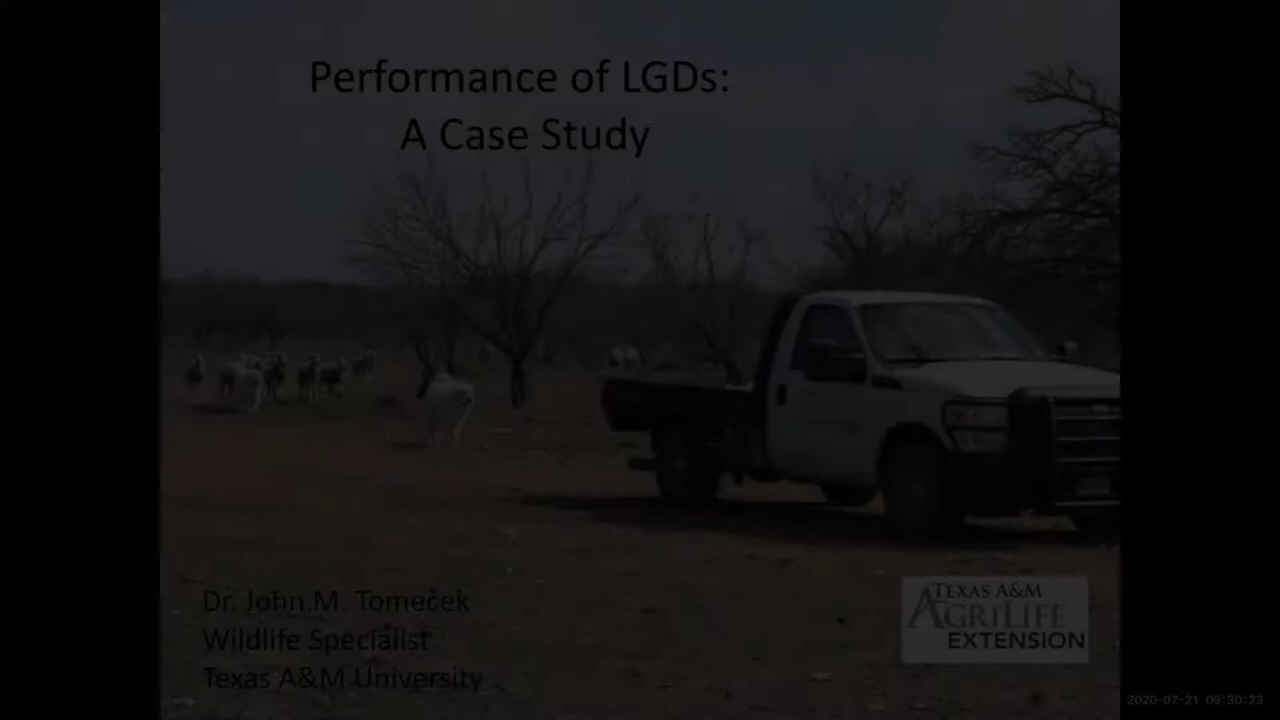 Performance of LGDs:
A Case Study
Dr. John M. Tomeček
Wildlife Specialist
Texas A&M University
TEXAS A&M
AGRILIFE
EXTENSION
2020-07-21 09:30:23